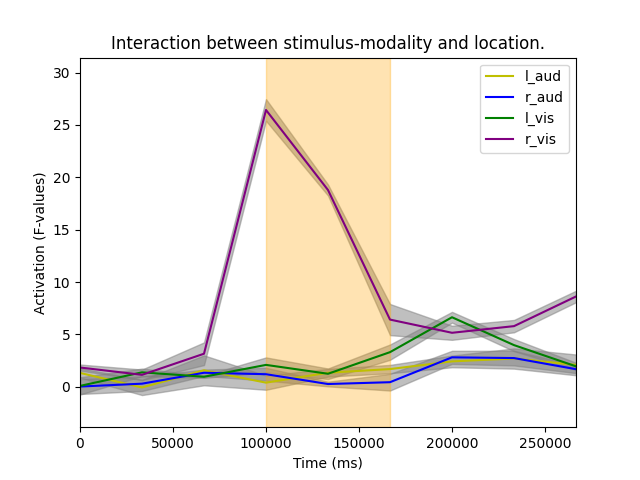 Interaction between stimulus-modality and location.
30
25
20
15
10
5
0
Activation (F-values)
l_aud
r_aud
l_vis
r_vis
0 50000 100000 150000 200000 250000
Time (ms)